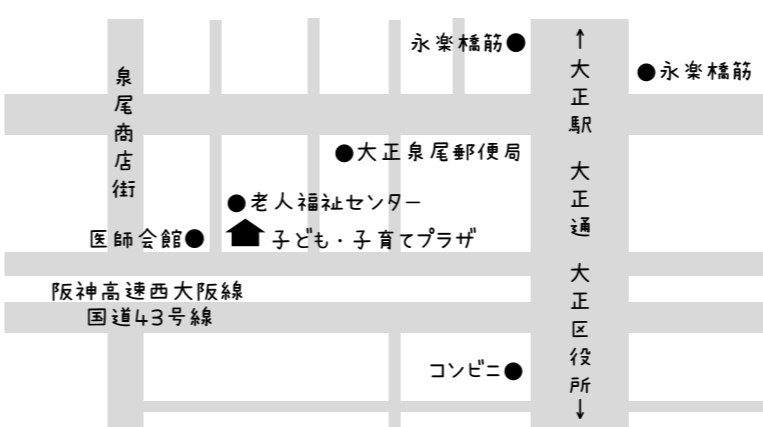 永楽橋筋
永楽橋筋
↑大正駅 大正通 大正区役所↓
泉尾商店街
大正泉尾郵便局
老人福祉センター
医師会館
子ども・子育てプラザ
阪神高速西大阪線
国道43号線
コンビニ